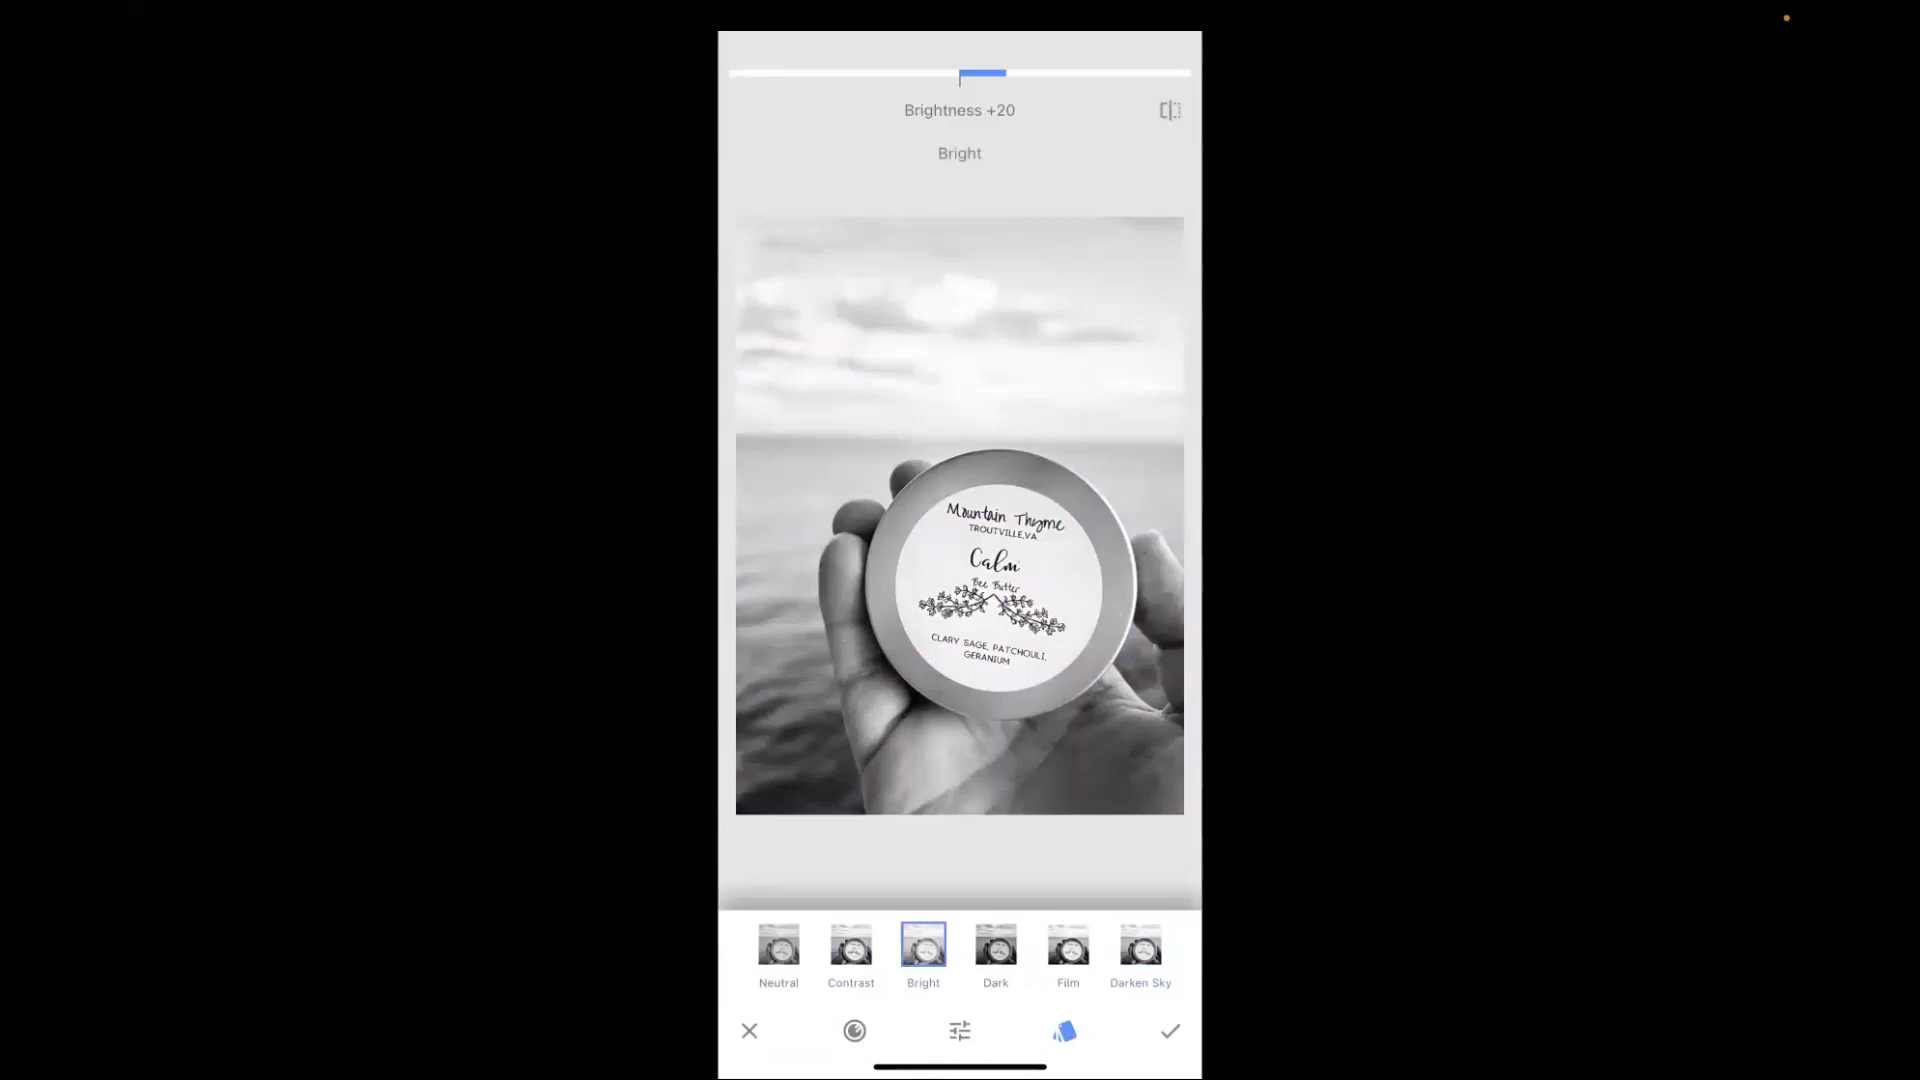 Brightness +20
Bright
Mountain Thyme
TROUTVILLE,VA
Calm
Bee Butter
CLARY SAGE, PATCHOULI,
GERANIUM
Neutral
Contrast
Bright
Dark
Film
Darken Sky